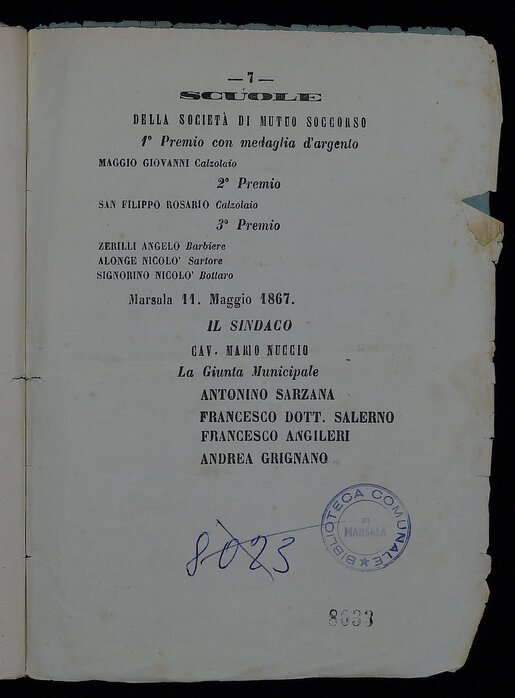 —7—
SCUOLE
DELLA SOCIETÀ DI MUTUO SOCCORSO
1° Premio con medaglia d'argento
MAGGIO GIOVANNI Calzolaio
2° Premio
SAN FILIPPO ROSARIO Calzolaio
3° Premio
ZERILLI ANGELO Barbiere
ALONGE NICOLO' Sartore
SIGNORINO NICOLO' Bottaro
Marsala 11. Maggio 1867.
IL SINDACO
CAV. MARIO NUCCIO
La Giunta Municipale
ANTONINO SARZANA
FRANCESCO DOTT. SALERNO
FRANCESCO ANGILERI
ANDREA GRIGNANO
BIBLIOTECA COMUNALE
DI
MARSALA
8023
8033